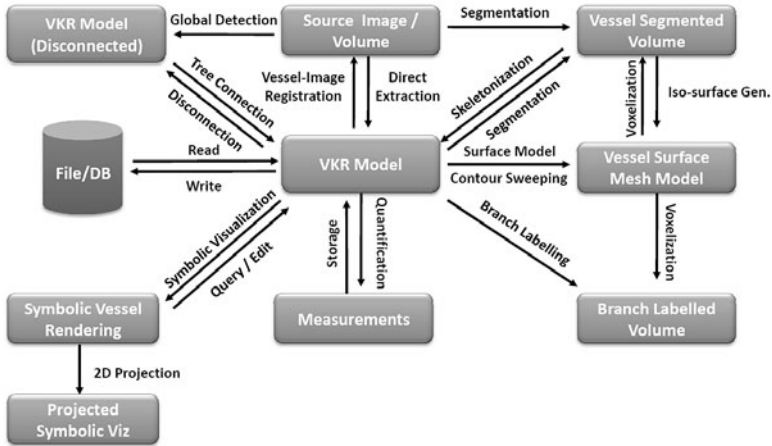 VKR Model
(Disconnected)
Global Detection
Source Image /
Volume
Segmentation
Vessel Segmented
Volume
Tree Connection
Disconnection
Vessel-Image
Registration
Direct
Extraction
Skeletonization
Segmentation
Voxelization
Iso-surface Gen.
File/DB
Read
Write
VKR Model
Surface Model
Contour Sweeping
Vessel Surface
Mesh Model
Symbolic Visualization
Query / Edit
Storage
Quantification
Branch Labelling
Voxelization
Symbolic Vessel
Rendering
Measurements
Branch Labelled
Volume
2D Projection
Projected
Symbolic Viz